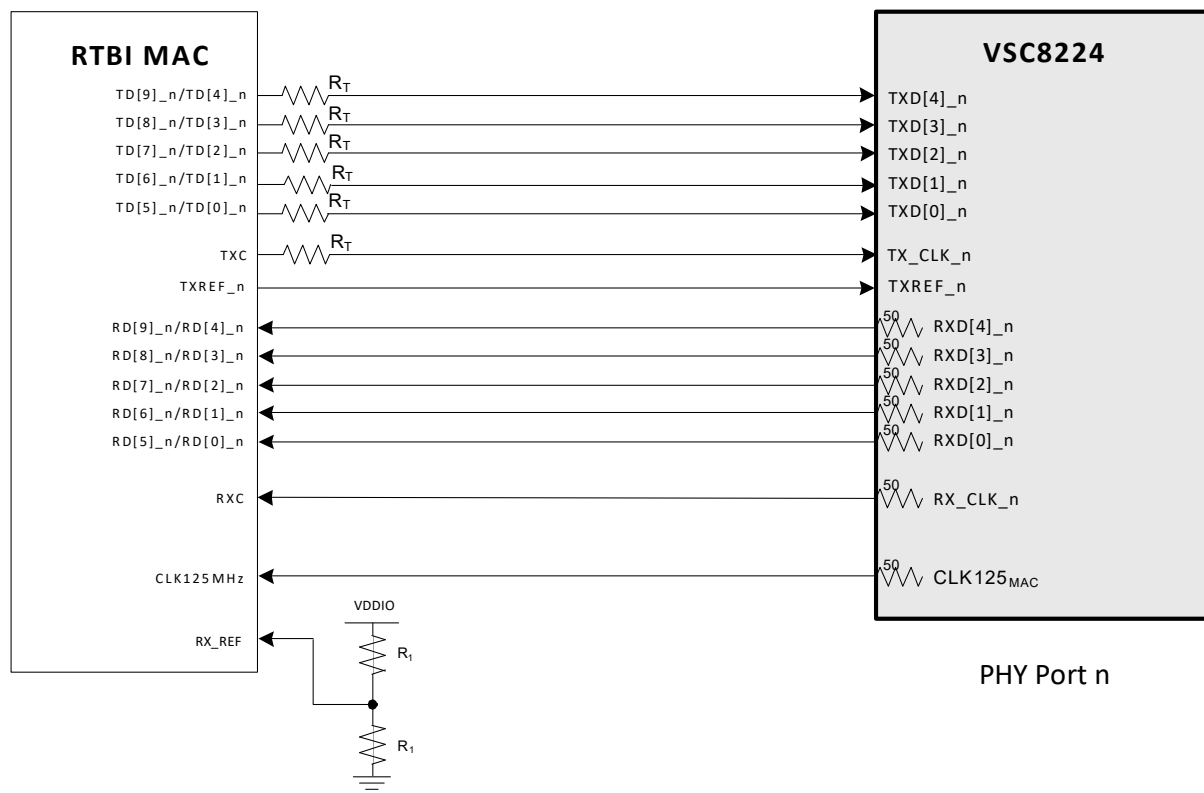 RTBI MAC
VSC8224
TD[9]_n/TD[4]_n
R_T
TXD[4]_n
TD[8]_n/TD[3]_n
R_T
TXD[3]_n
TD[7]_n/TD[2]_n
R_T
TXD[2]_n
TD[6]_n/TD[1]_n
R_T
TXD[1]_n
TD[5]_n/TD[0]_n
R_T
TXD[0]_n
TXC
R_T
TX_CLK_n
TXREF_n
TXREF_n
RD[9]_n/RD[4]_n
50
RXD[4]_n
RD[8]_n/RD[3]_n
50
RXD[3]_n
RD[7]_n/RD[2]_n
50
RXD[2]_n
RD[6]_n/RD[1]_n
50
RXD[1]_n
RD[5]_n/RD[0]_n
50
RXD[0]_n
RXC
50
RX_CLK_n
CLK125MHz
50
CLK125MAC
VDDIO
RX_REF
R1
R1
PHY Port n